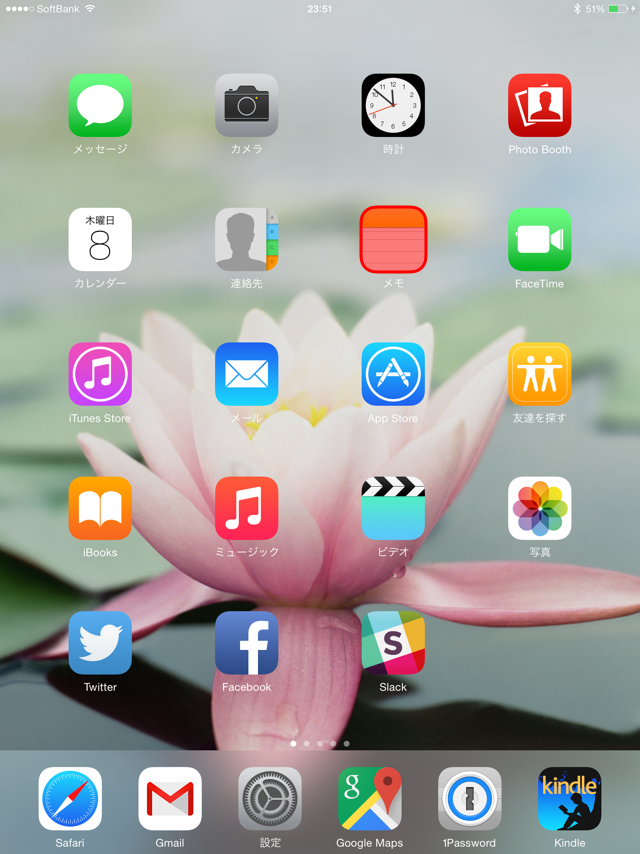 SoftBank
23:51
51%
メッセージ
カメラ
時計
Photo Booth
木曜日
8
カレンダー
連絡先
メモ
FaceTime
iTunes Store
メール
App Store
友達を探す
iBooks
ミュージック
ビデオ
写真
Twitter
Facebook
S
Slack
g
kindle
Safari
Gmail
設定
Google Maps
1Password
Kindle